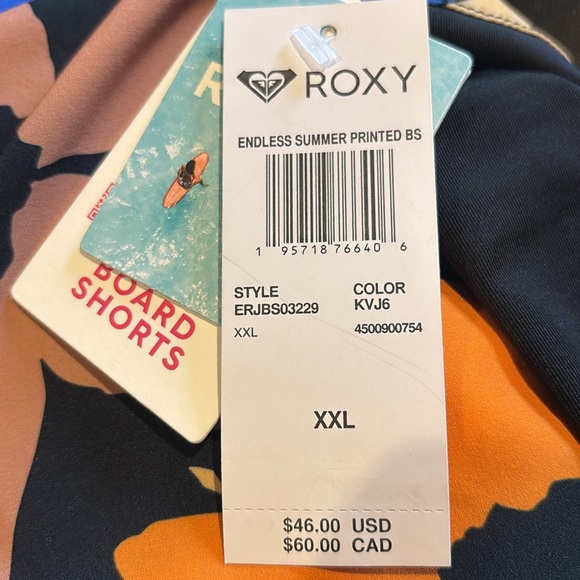 ROXY
ENDLESS SUMMER PRINTED BS
1 95718 76640 6
STYLE COLOR
ERJBS03229 KVJ6
XXL 4500900754
XXL
$46.00 USD
$60.00 CAD
R
BOARD
SHORTS